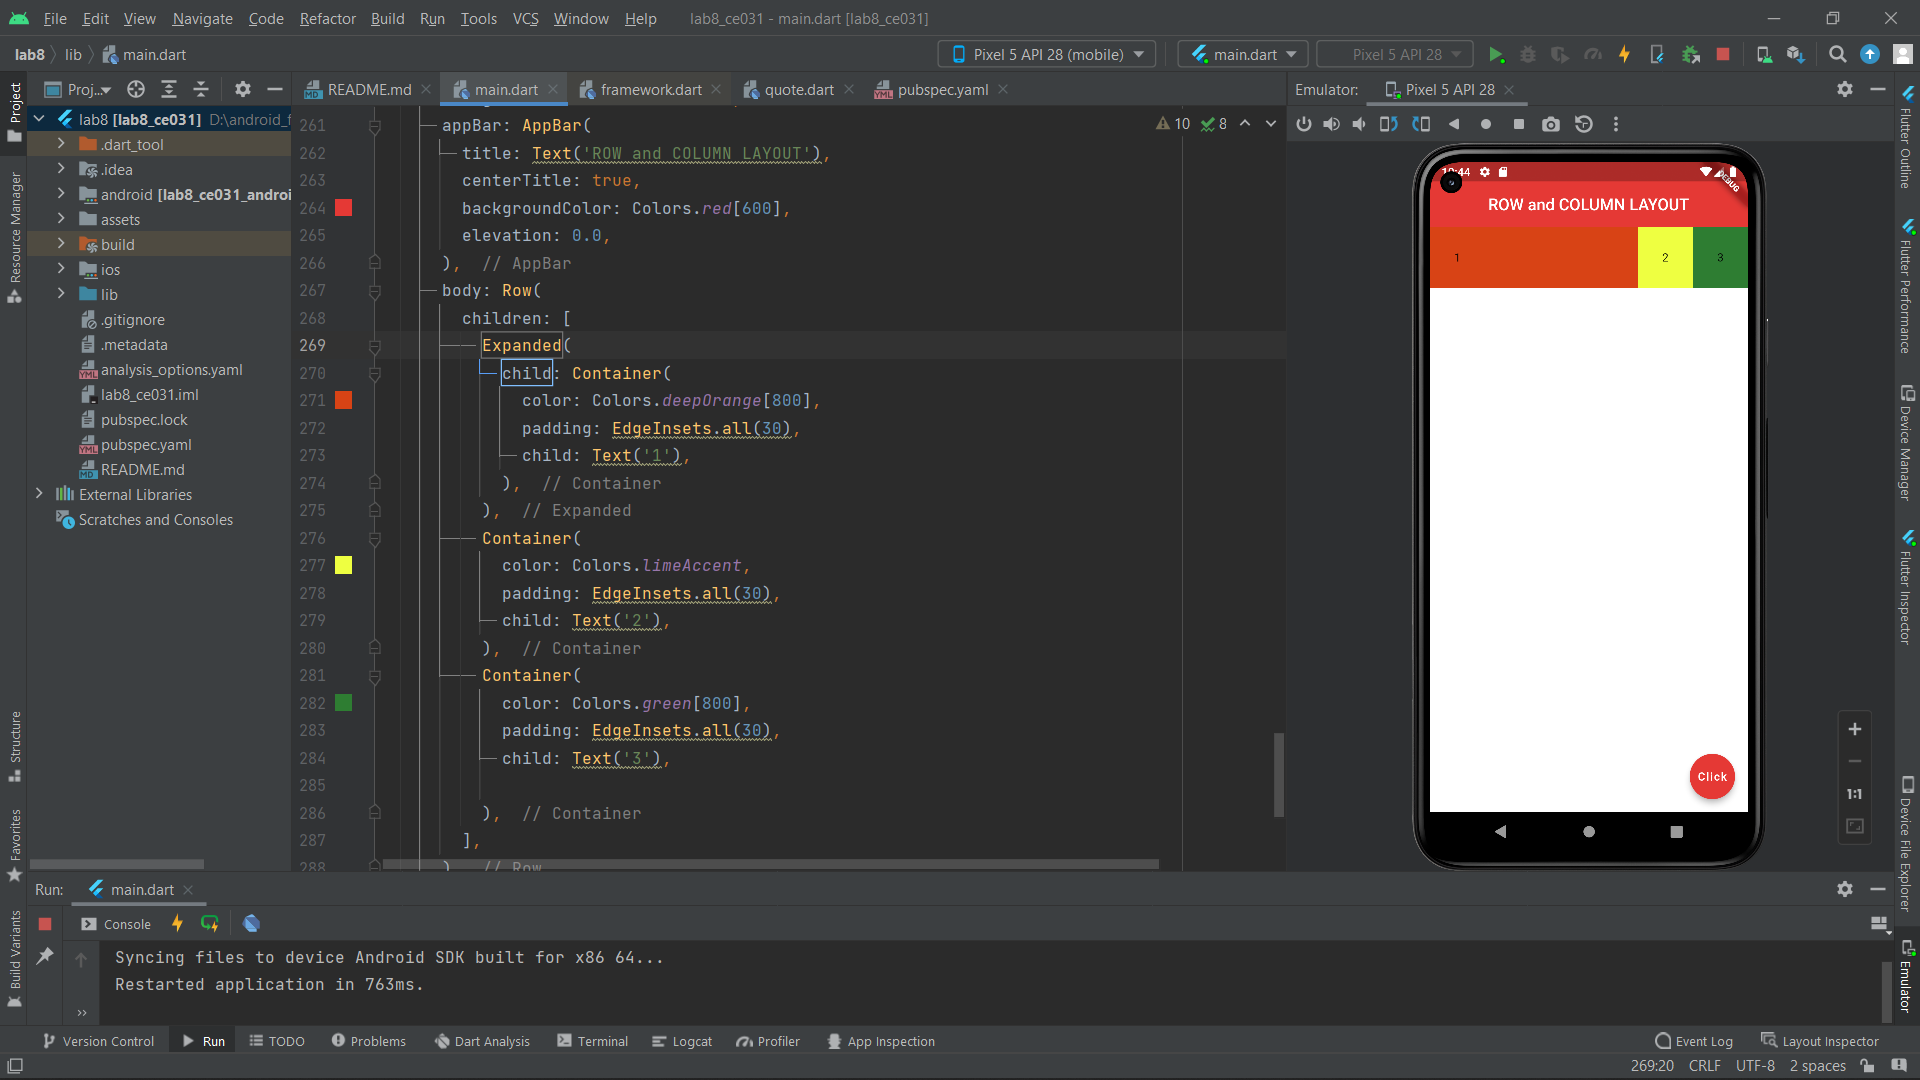 File Edit View Navigate Code Refactor Build Run Tools VCS Window Help lab8_ce031 - main.dart [lab8_ce031]
lab8 lib main.dart
Pixel 5 API 28 (mobile) main.dart Pixel 5 API 28
Project
Resource Manager
Structure
Favorites
Build Variants
Proj...
lab8 [lab8_ce031] D:\android_f
.dart_tool
.idea
android [lab8_ce031_androi
assets
build
ios
lib
.gitignore
.metadata
analysis_options.yaml
lab8_ce031.iml
pubspec.lock
pubspec.yaml
README.md
External Libraries
Scratches and Consoles
README.md main.dart framework.dart quote.dart pubspec.yaml
10 8
261 appBar: AppBar(
262 title: Text('ROW and COLUMN LAYOUT'),
263 centerTitle: true,
264 backgroundColor: Colors.red[600],
265 elevation: 0.0,
266 ), // AppBar
267 body: Row(
268 children: [
269 Expanded(
270 child: Container(
271 color: Colors.deepOrange[800],
272 padding: EdgeInsets.all(30),
273 child: Text('1'),
274 ), // Container
275 ), // Expanded
276 Container(
277 color: Colors.limeAccent,
278 padding: EdgeInsets.all(30),
279 child: Text('2'),
280 ), // Container
281 Container(
282 color: Colors.green[800],
283 padding: EdgeInsets.all(30),
284 child: Text('3'),
285
286 ), // Container
287 ],
288 ) // Row
Emulator: Pixel 5 API 28
DEBUG
ROW and COLUMN LAYOUT
1 2 3
Click
1:1
Flutter Outline
Flutter Performance
Device Manager
Flutter Inspector
Device File Explorer
Emulator
Run: main.dart
Console
Syncing files to device Android SDK built for x86 64...
Restarted application in 763ms.
Version Control Run TODO Problems Dart Analysis Terminal Logcat Profiler App Inspection Event Log Layout Inspector
269:20 CRLF UTF-8 2 spaces